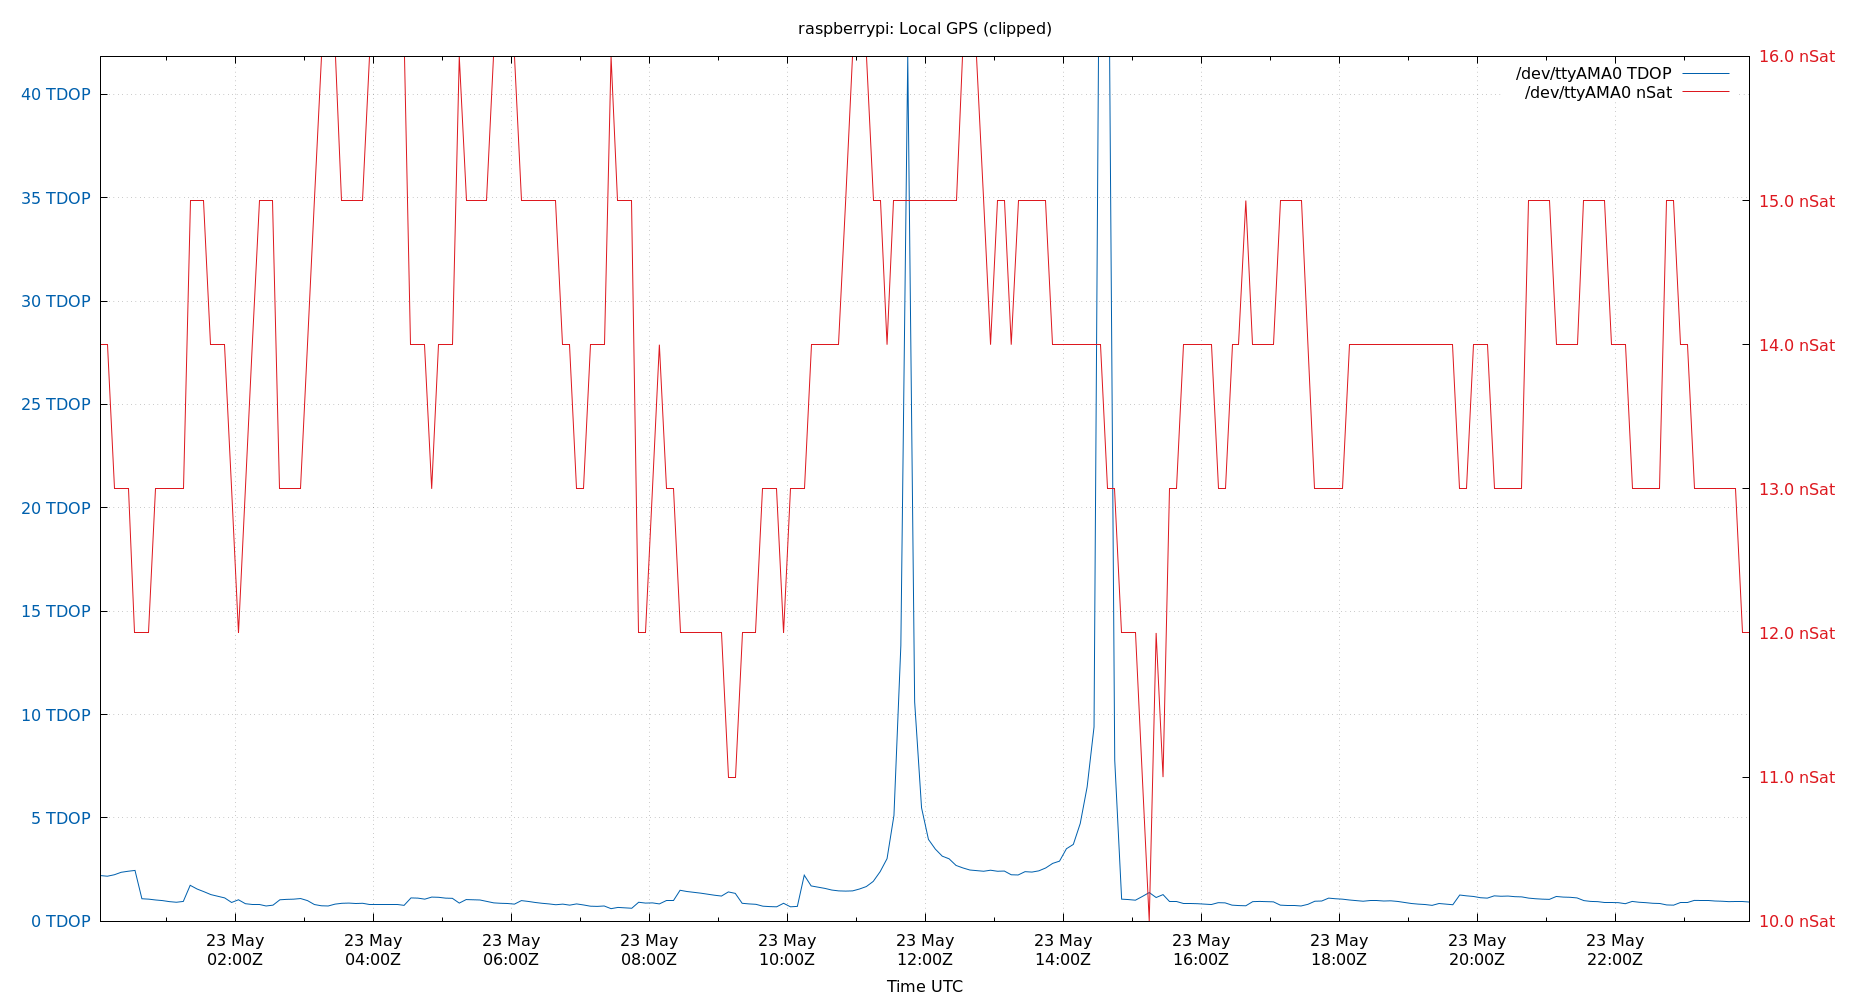 raspberrypi: Local GPS (clipped)
/dev/ttyAMA0 TDOP
/dev/ttyAMA0 nSat
40 TDOP
35 TDOP
30 TDOP
25 TDOP
20 TDOP
15 TDOP
10 TDOP
5 TDOP
0 TDOP
16.0 nSat
15.0 nSat
14.0 nSat
13.0 nSat
12.0 nSat
11.0 nSat
10.0 nSat
23 May
02:00Z
23 May
04:00Z
23 May
06:00Z
23 May
08:00Z
23 May
10:00Z
23 May
12:00Z
23 May
14:00Z
23 May
16:00Z
23 May
18:00Z
23 May
20:00Z
23 May
22:00Z
Time UTC